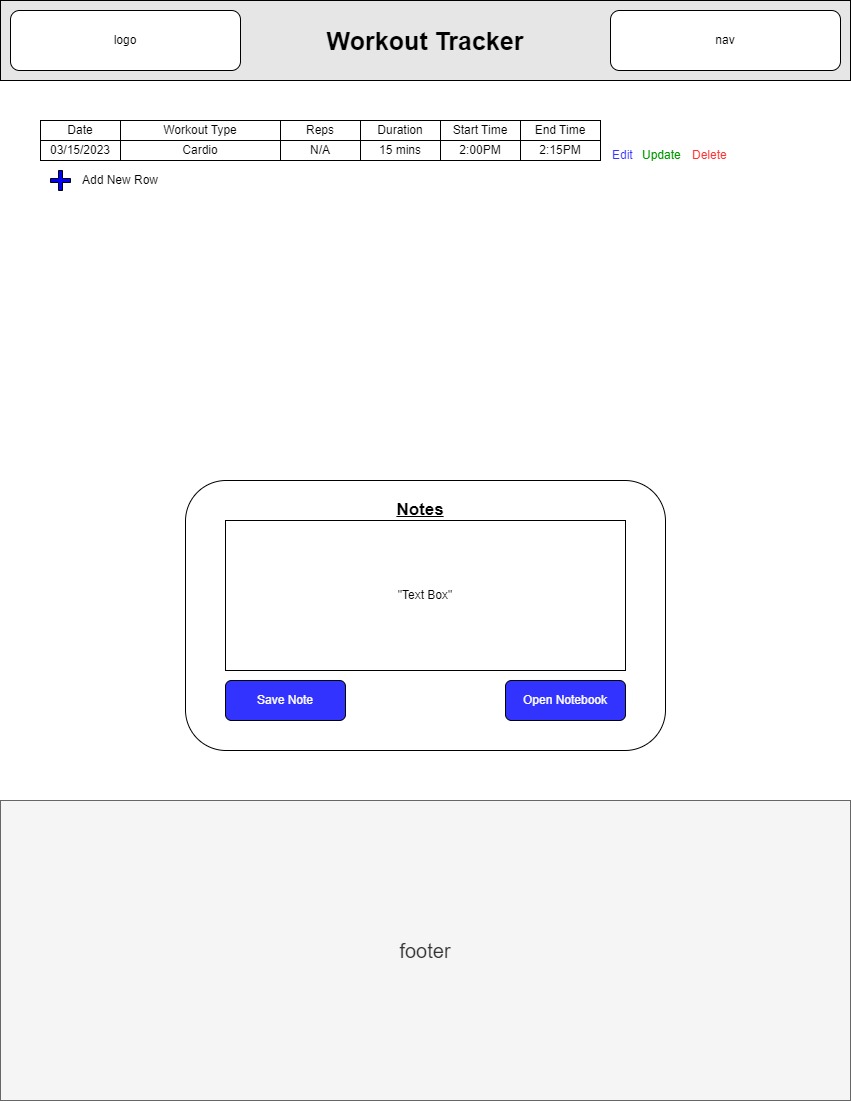 logo
Workout Tracker
nav
Date Workout Type Reps Duration Start Time End Time
03/15/2023 Cardio N/A 15 mins 2:00PM 2:15PM Edit Update Delete
Add New Row
Notes
"Text Box"
Save Note Open Notebook
footer